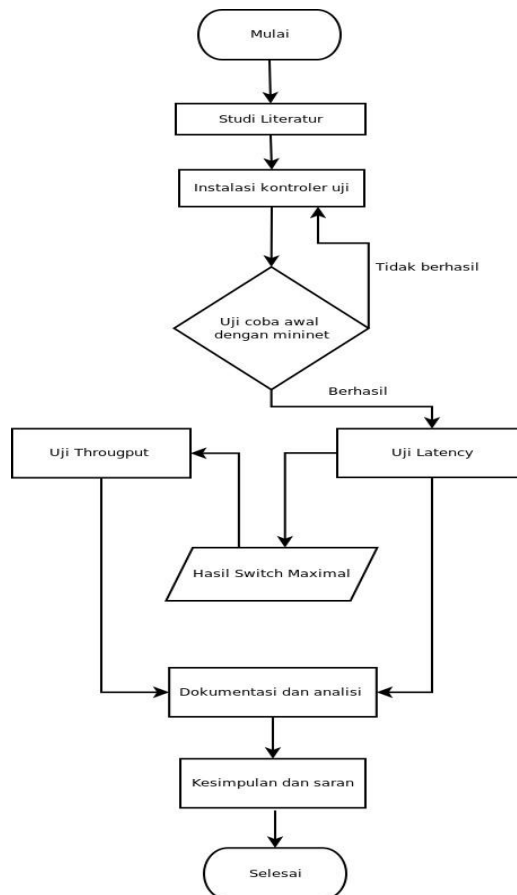 Mulai
Studi Literatur
Instalasi kontroler uji
Tidak berhasil
Uji coba awal
dengan mininet
Berhasil
Uji Througput
Uji Latency
Hasil Switch Maximal
Dokumentasi dan analisi
Kesimpulan dan saran
Selesai